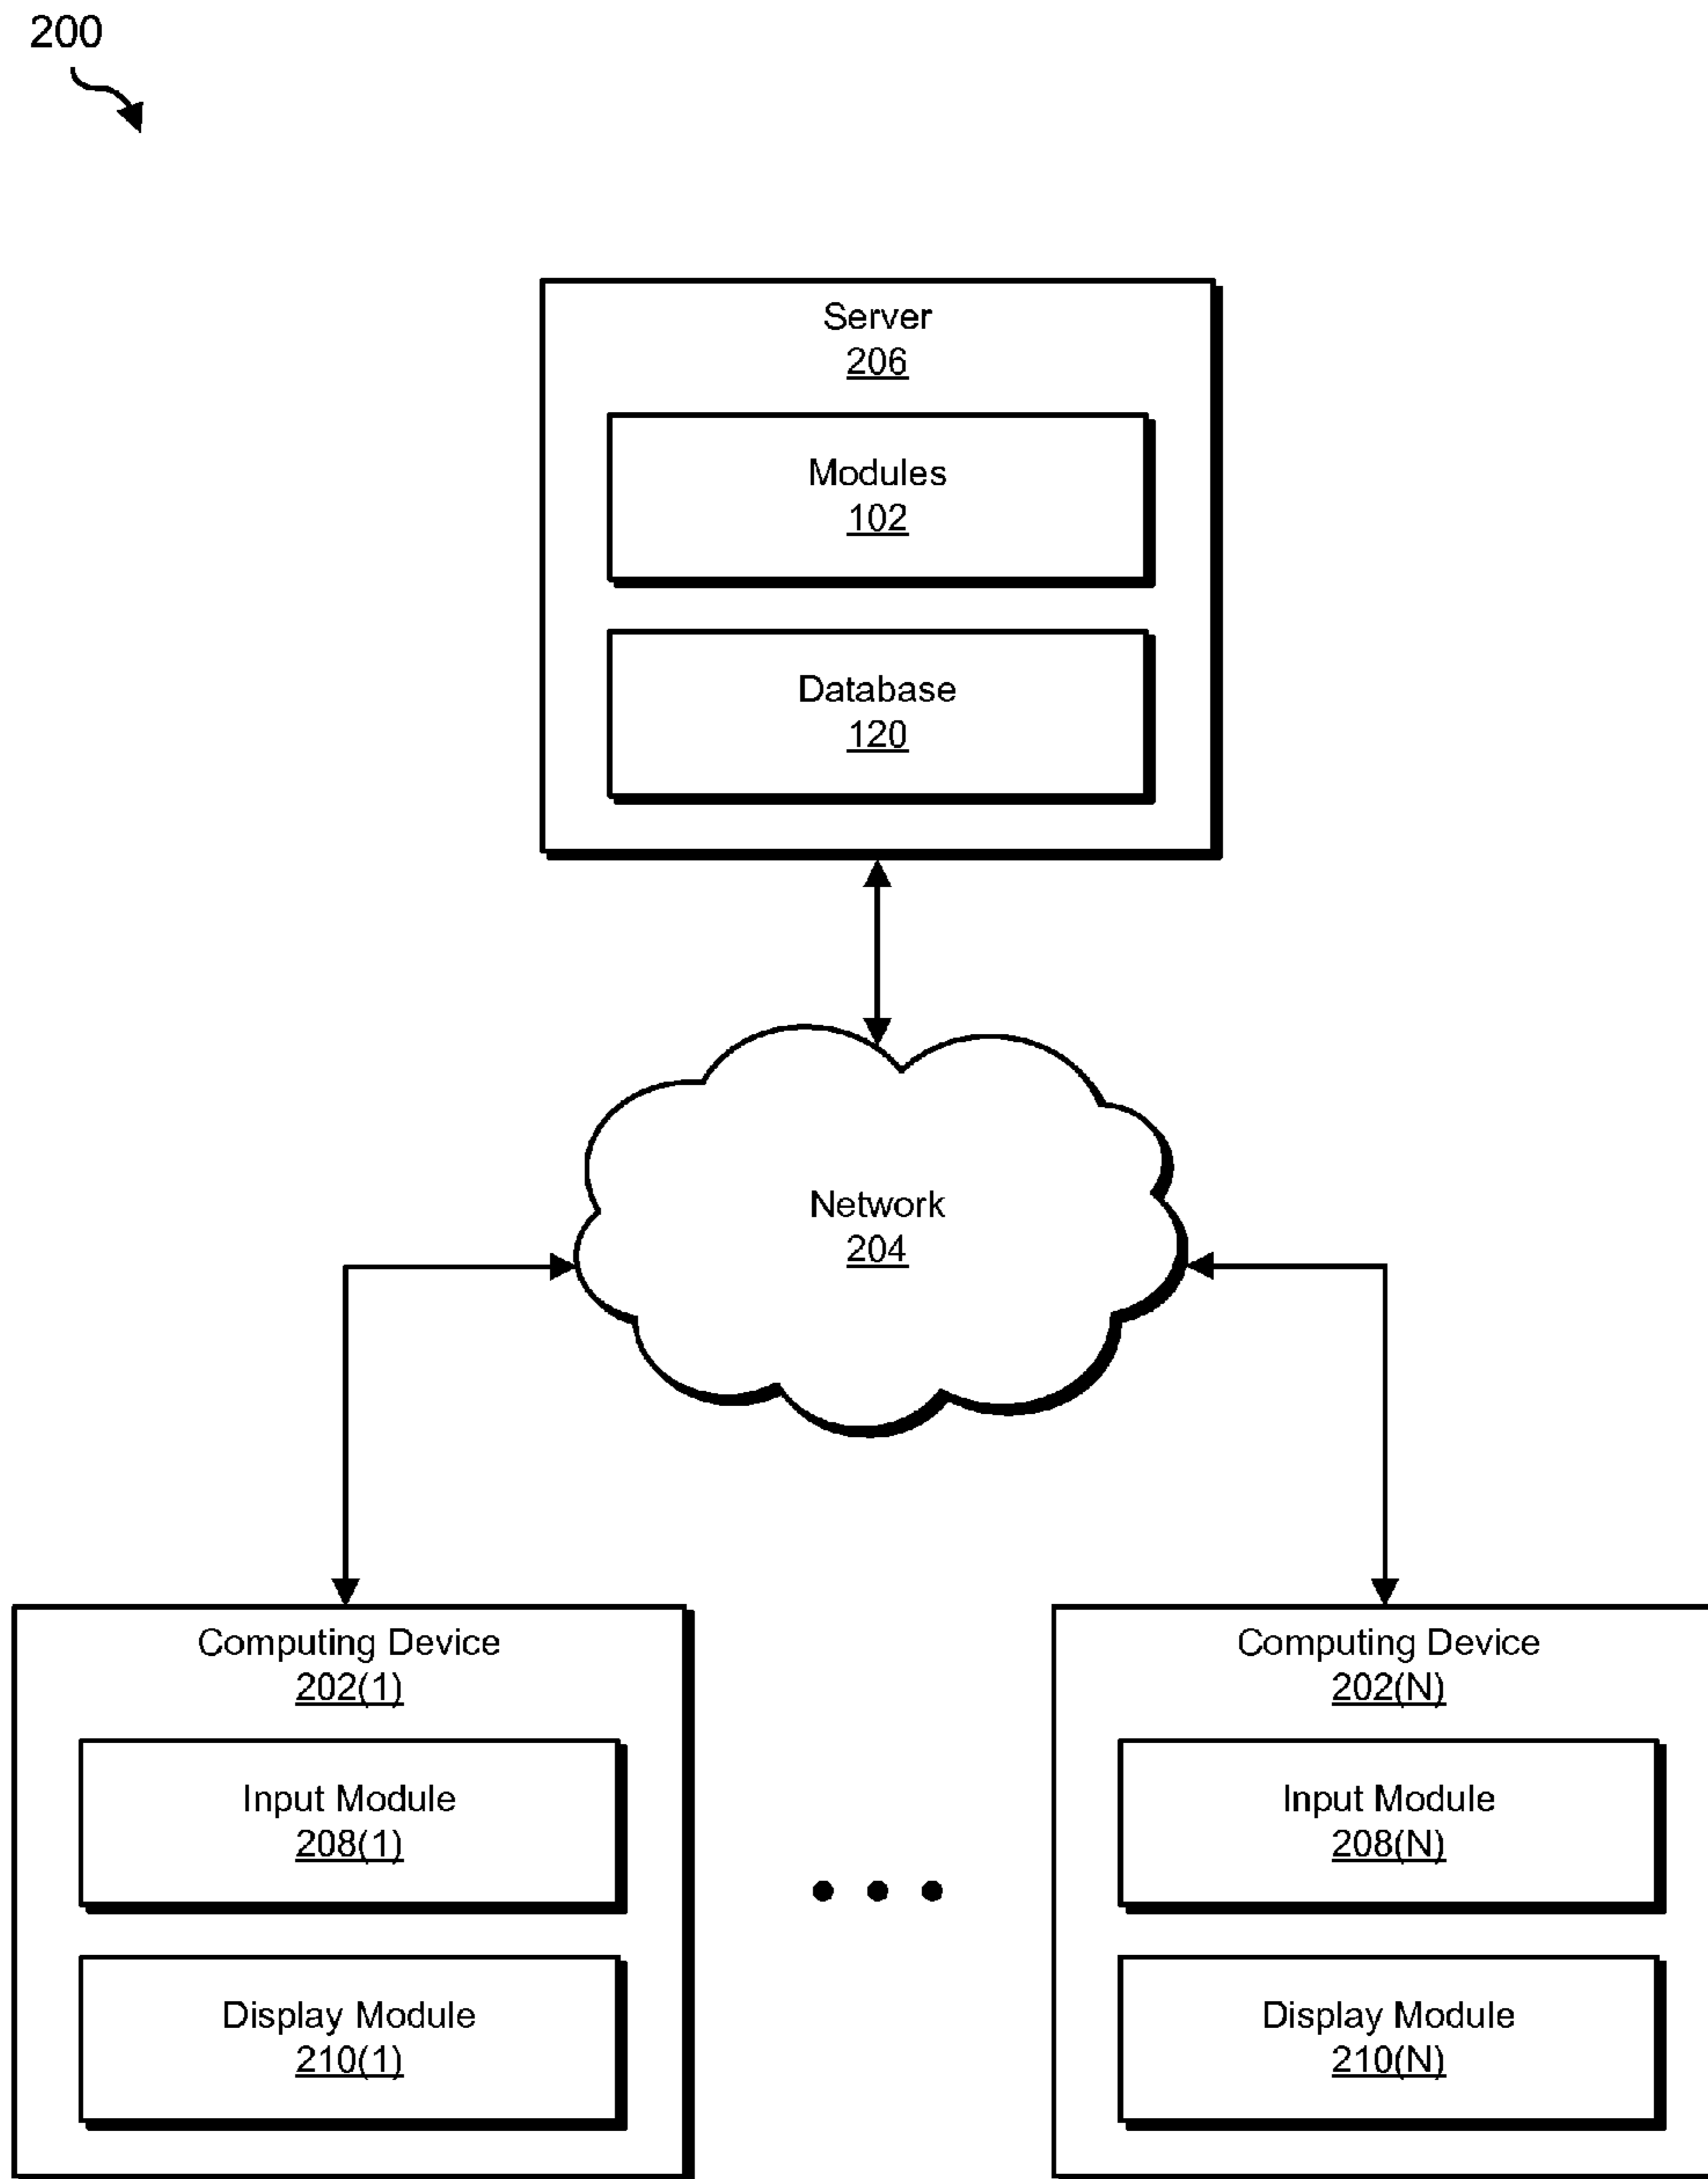 200
Server
206
Modules
102
Database
120
Network
204
Computing Device
202(1)
Input Module
208(1)
Display Module
210(1)
Computing Device
202(N)
Input Module
208(N)
Display Module
210(N)